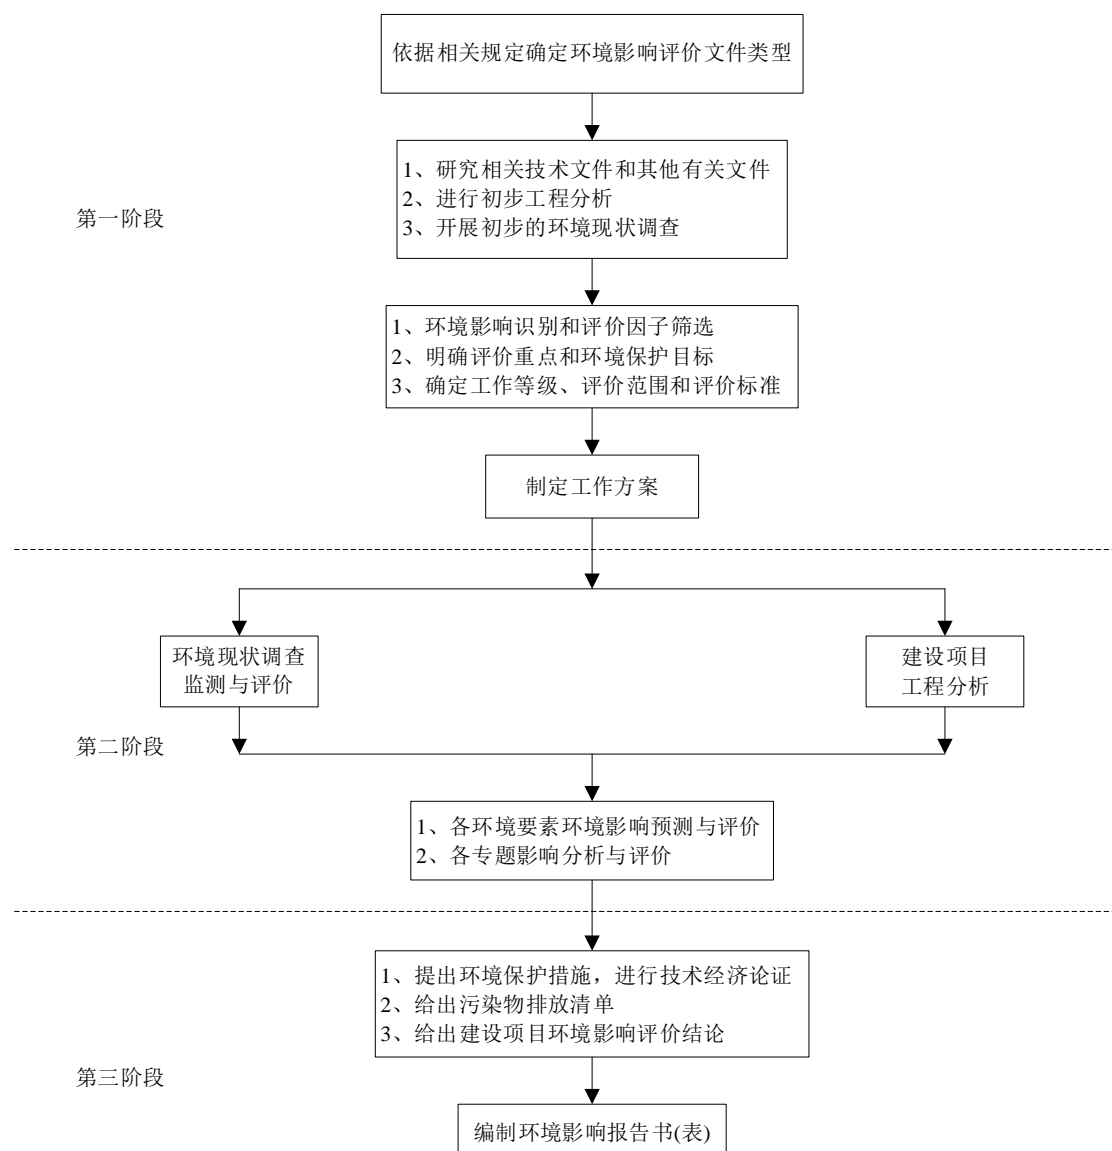 依据相关规定确定环境影响评价文件类型
1、研究相关技术文件和其他有关文件
2、进行初步工程分析
3、开展初步的环境现状调查
第一阶段
1、环境影响识别和评价因子筛选
2、明确评价重点和环境保护目标
3、确定工作等级、评价范围和评价标准
制定工作方案
环境现状调查
监测与评价
建设项目
工程分析
第二阶段
1、各环境要素环境影响预测与评价
2、各专题影响分析与评价
1、提出环境保护措施，进行技术经济论证
2、给出污染物排放清单
3、给出建设项目环境影响评价结论
第三阶段
编制环境影响报告书(表)